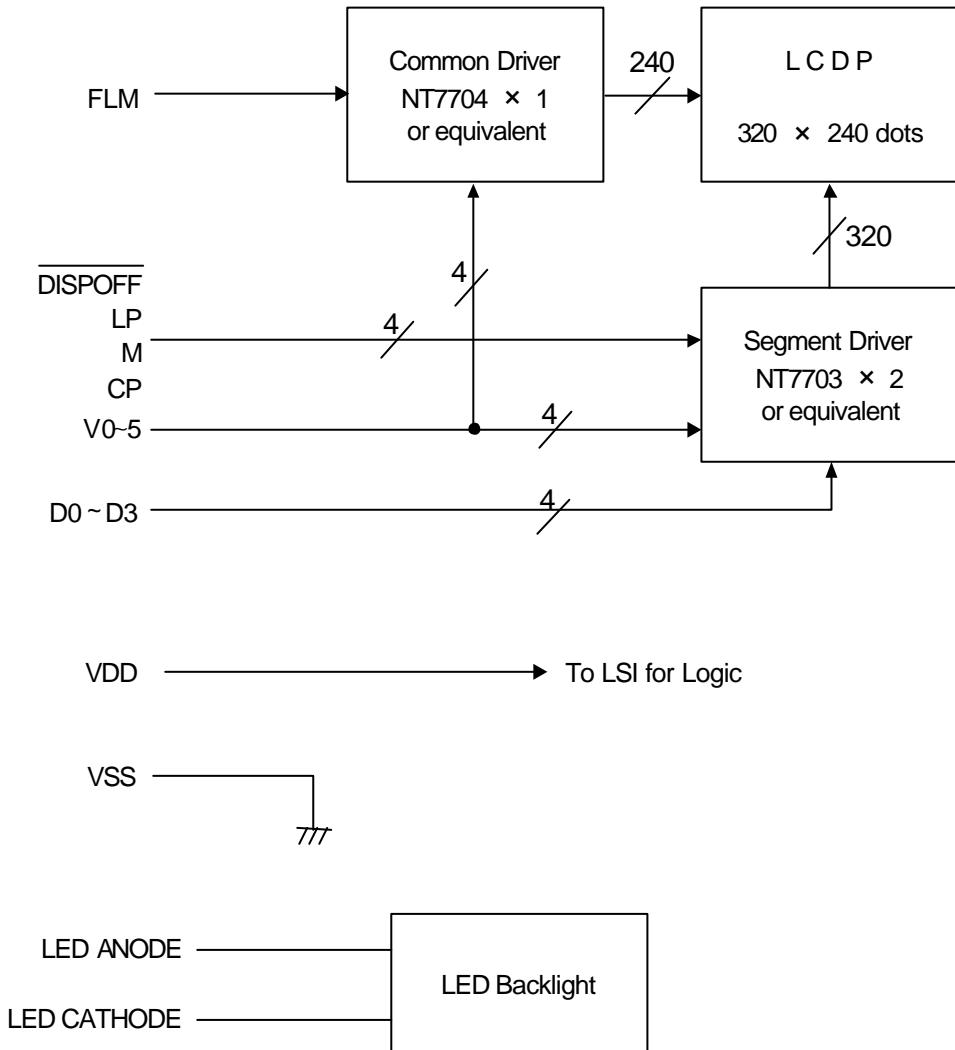 Common Driver
NT7704 × 1
or equivalent
240
L C D P
320 × 240 dots
FLM
320
4
DISPOFF
LP
M
CP
4
Segment Driver
NT7703 × 2
or equivalent
V0~5
4
D0 ~ D3
4
VDD
To LSI for Logic
VSS
LED ANODE
LED Backlight
LED CATHODE